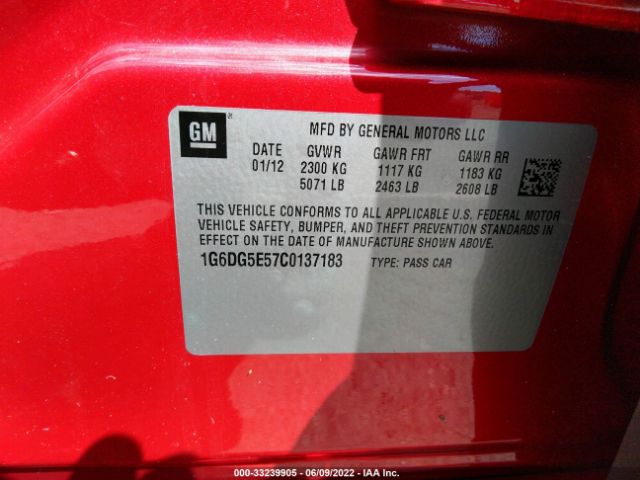 GM
®
MFD BY GENERAL MOTORS LLC
DATE GVWR GAWR FRT GAWR RR
01/12 2300 KG 1117 KG 1183 KG
5071 LB 2463 LB 2608 LB
THIS VEHICLE CONFORMS TO ALL APPLICABLE U.S. FEDERAL MOTOR
VEHICLE SAFETY, BUMPER, AND THEFT PREVENTION STANDARDS IN
EFFECT ON THE DATE OF MANUFACTURE SHOWN ABOVE.
1G6DG5E57C0137183 TYPE: PASS CAR
000-33239905 - 06/09/2022 - IAA Inc.